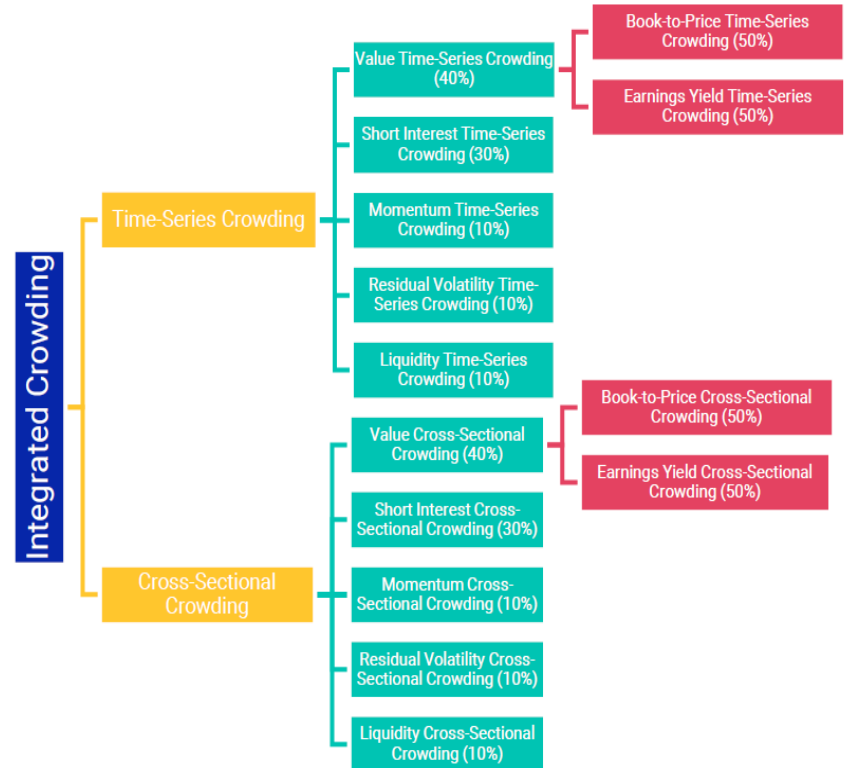 Integrated Crowding
Time-Series Crowding
Value Time-Series Crowding
(40%)
Book-to-Price Time-Series
Crowding (50%)
Earnings Yield Time-Series
Crowding (50%)
Short Interest Time-Series
Crowding (30%)
Momentum Time-Series
Crowding (10%)
Residual Volatility Time-
Series Crowding (10%)
Liquidity Time-Series
Crowding (10%)
Cross-Sectional
Crowding
Value Cross-Sectional
Crowding (40%)
Book-to-Price Cross-Sectional
Crowding (50%)
Earnings Yield Cross-Sectional
Crowding (50%)
Short Interest Cross-
Sectional Crowding (30%)
Momentum Cross-
Sectional Crowding (10%)
Residual Volatility Cross-
Sectional Crowding (10%)
Liquidity Cross-Sectional
Crowding (10%)